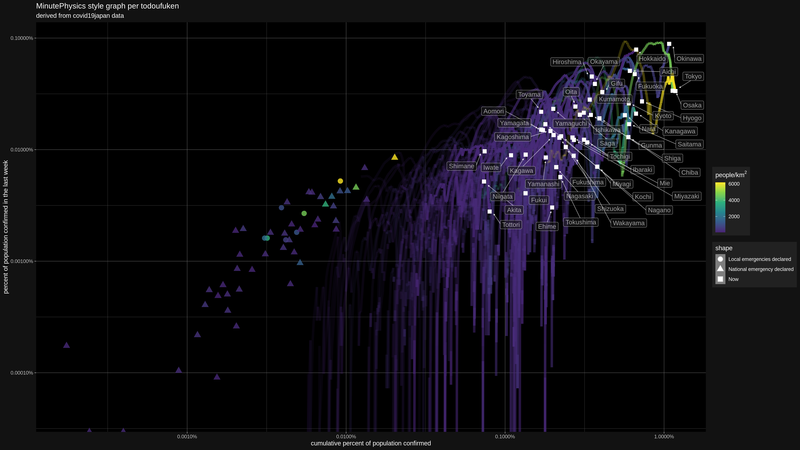 MinutePhysics style graph per todoufuken
derived from covid19japan data
percent of population confirmed in the last week
0.10000%
0.01000%
0.00100%
0.00010%
0.0010%
0.0100%
0.1000%
1.0000%
cumulative percent of population confirmed
Hokkaido
Okinawa
Hiroshima
Okayama
Aichi
Tokyo
Gifu
Fukuoka
Toyama
Oita
Kumamoto
Osaka
Aomori
Kyoto
Hyogo
Yamagata
Yamaguchi
Ishikawa
Nara
Kanagawa
Kagoshima
Saga
Gunma
Saitama
Tochigi
Shiga
Shimane
Iwate
Kagawa
Ibaraki
Chiba
Yamanashi
Fukushima
Miyagi
Mie
Niigata
Fukui
Nagasaki
Kochi
Miyazaki
Akita
Shizuoka
Nagano
Tottori
Ehime
Tokushima
Wakayama
people/km²
6000
4000
2000
shape
Local emergencies declared
National emergency declared
Now